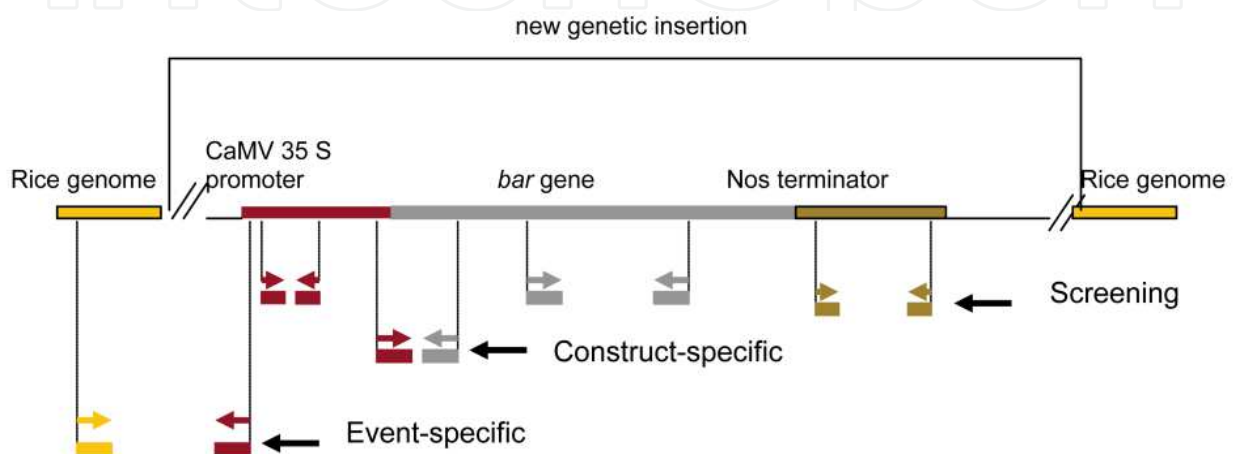 new genetic insertion
CaMV 35 S
Rice genome promoter bar gene Nos terminator Rice genome
Screening
Construct-specific
Event-specific